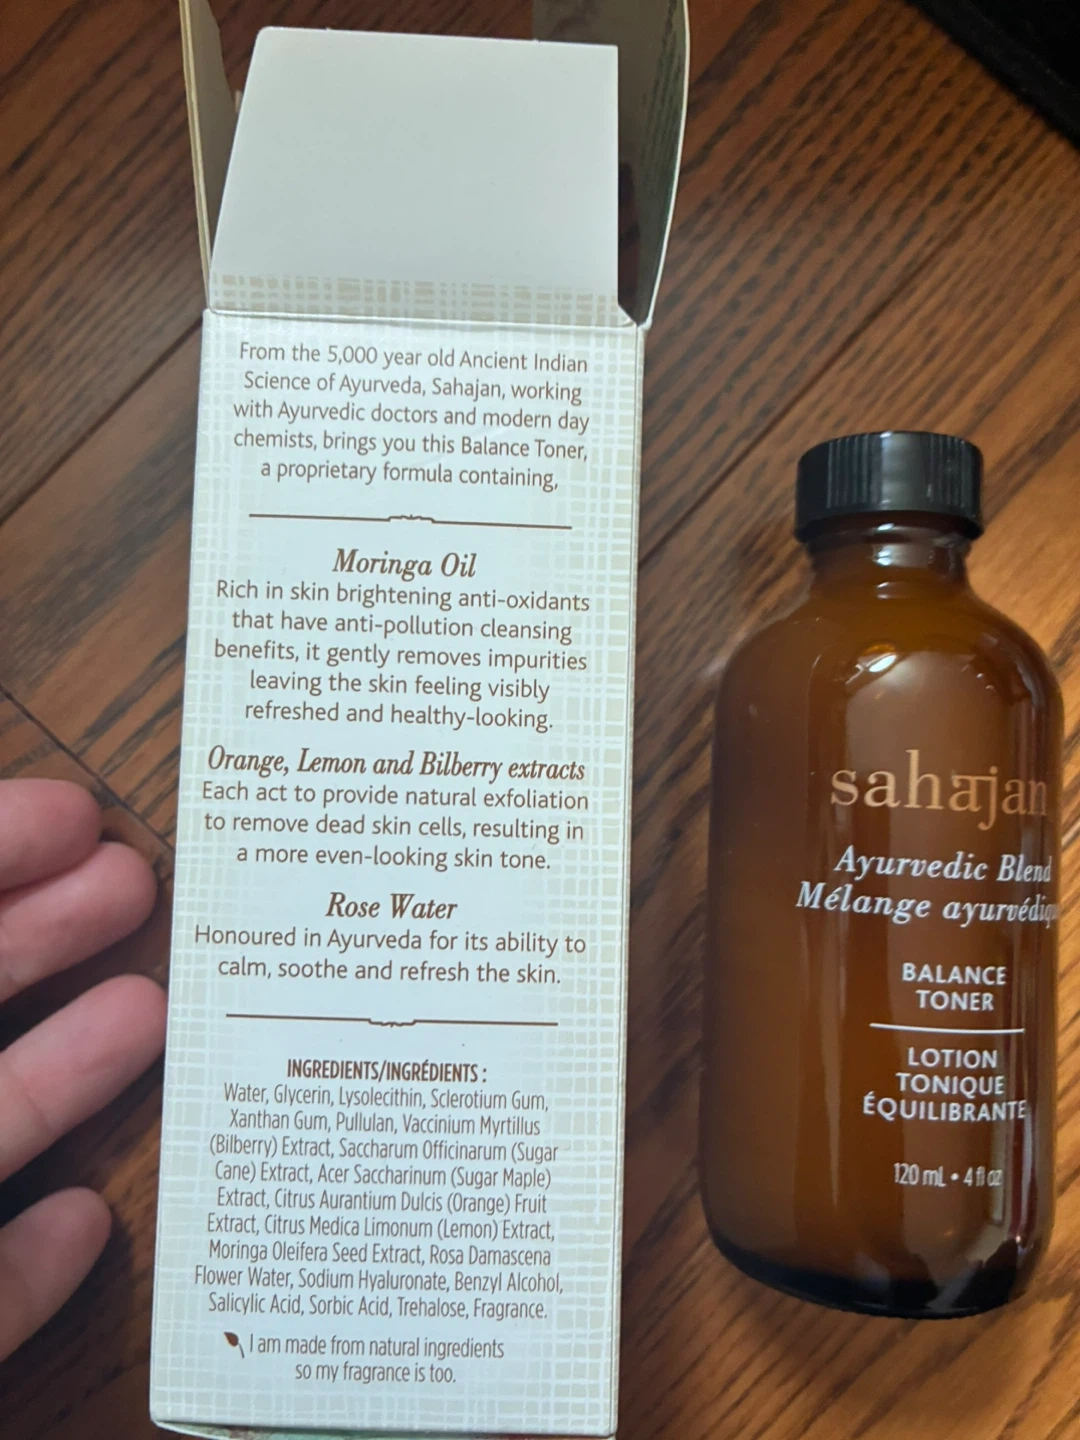 From the 5,000 year old Ancient Indian
Science of Ayurveda, Sahajan, working
with Ayurvedic doctors and modern day
chemists, brings you this Balance Toner,
a proprietary formula containing,
Moringa Oil
Rich in skin brightening anti-oxidants
that have anti-pollution cleansing
benefits, it gently removes impurities
leaving the skin feeling visibly
refreshed and healthy-looking.
Orange, Lemon and Bilberry extracts
Each act to provide natural exfoliation
to remove dead skin cells, resulting in
a more even-looking skin tone.
Rose Water
Honoured in Ayurveda for its ability to
calm, soothe and refresh the skin.
INGREDIENTS/INGRÉDIENTS :
Water, Glycerin, Lysolecithin, Sclerotium Gum,
Xanthan Gum, Pullulan, Vaccinium Myrtillus
(Bilberry) Extract, Saccharum Officinarum (Sugar
Cane) Extract, Acer Saccharinum (Sugar Maple)
Extract, Citrus Aurantium Dulcis (Orange) Fruit
Extract, Citrus Medica Limonum (Lemon) Extract,
Moringa Oleifera Seed Extract, Rosa Damascena
Flower Water, Sodium Hyaluronate, Benzyl Alcohol,
Salicylic Acid, Sorbic Acid, Trehalose, Fragrance.
I am made from natural ingredients
so my fragrance is too.
sahajan
Ayurvedic Blend
Mélange
BALANCE
TONER
LOTION
TONIQUE
ÉQUILIBRANTE
120 mL • 4 fl oz